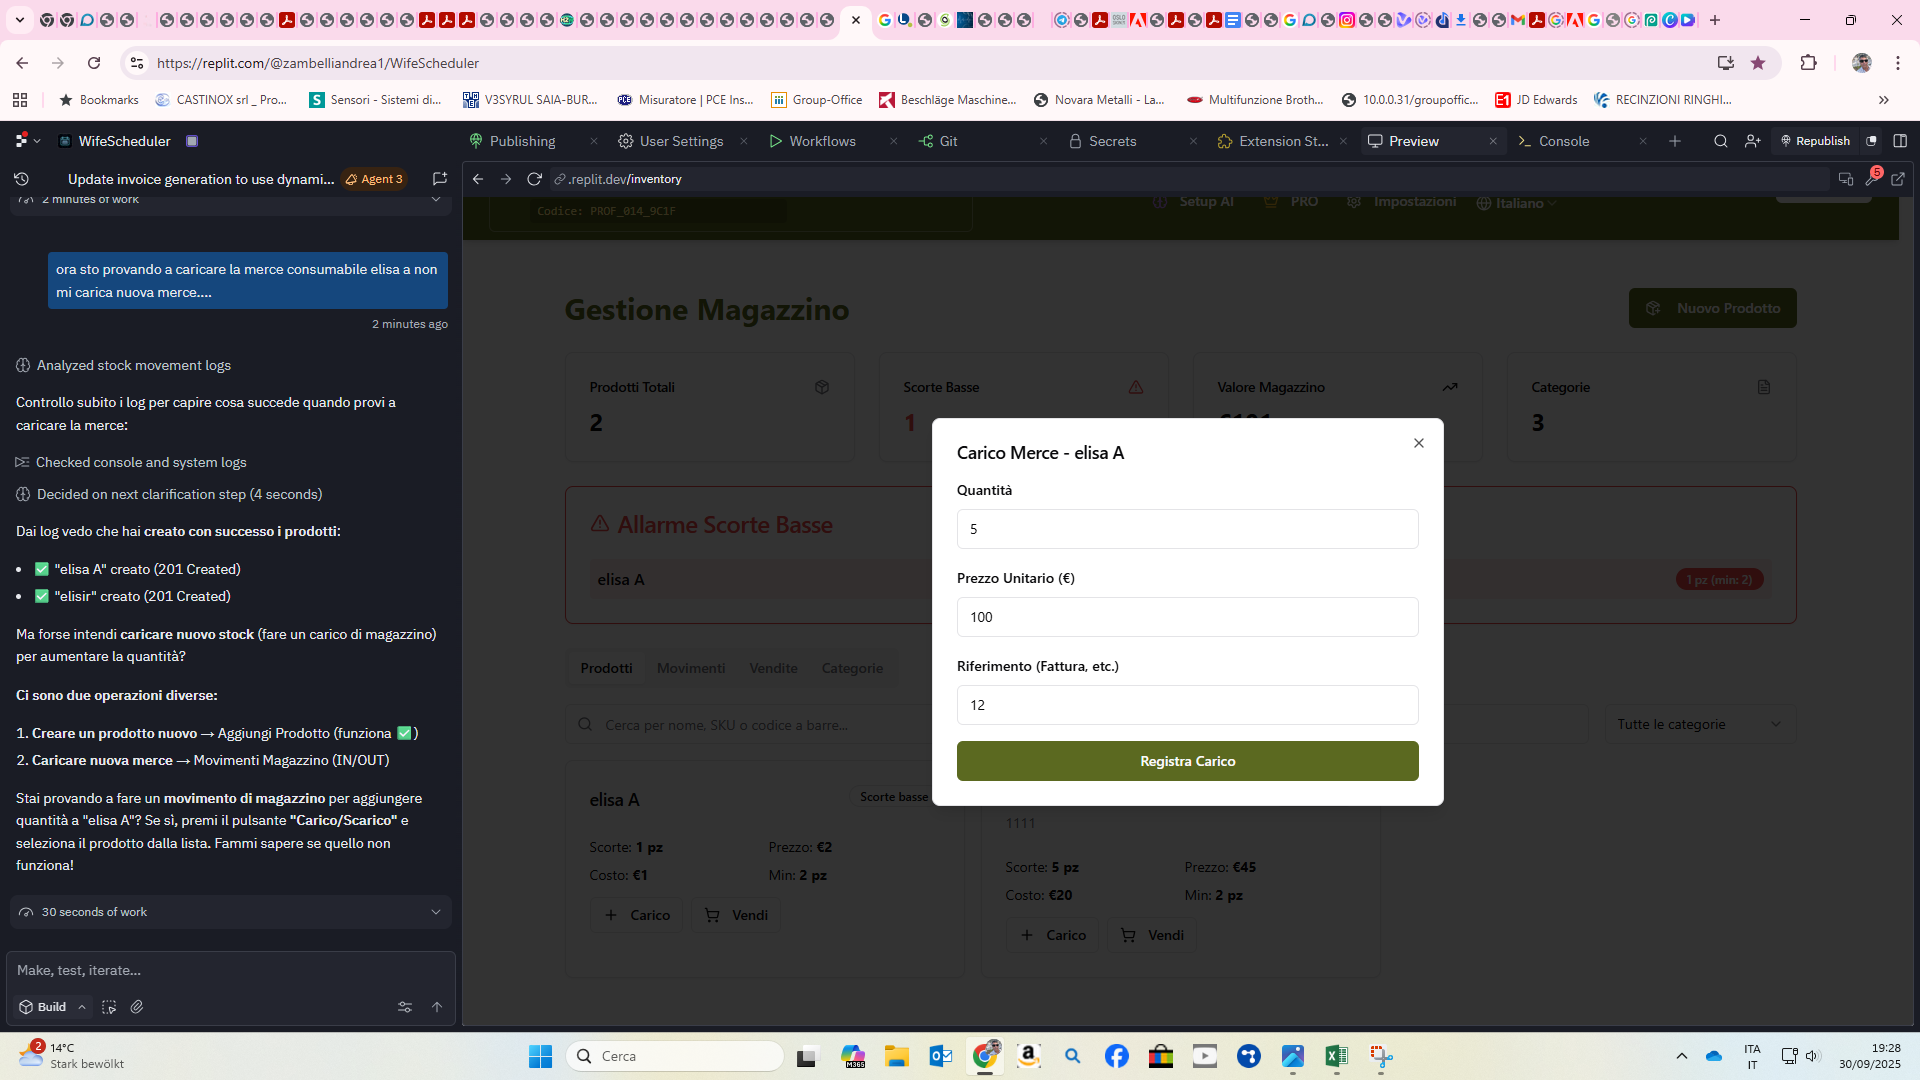 https://replit.com/@zambelliandrea1/WifeScheduler
Bookmarks
CASTINOX srl _ Pro...
Sensori - Sistemi di...
V3SYRUL SAIA-BUR...
Misuratore | PCE Ins...
Group-Office
Beschläge Maschine...
Novara Metalli - La...
Multifunzione Broth...
10.0.0.31/groupoffic...
JD Edwards
RECINZIONI RINGHI...
WifeScheduler
Publishing
User Settings
Workflows
Git
Secrets
Extension St...
Preview
Console
Republish
Update invoice generation to use dynami...
Agent 3
.replit.dev/inventory
5
2 minutes of work
ora sto provando a caricare la merce consumabile elisa a non
mi carica nuova merce....
2 minutes ago
Analyzed stock movement logs
Controllo subito i log per capire cosa succede quando provi a
caricare la merce:
Checked console and system logs
Decided on next clarification step (4 seconds)
Dai log vedo che hai creato con successo i prodotti:
• ✅ "elisa A" creato (201 Created)
• ✅ "elisir" creato (201 Created)
Ma forse intendi caricare nuovo stock (fare un carico di magazzino)
per aumentare la quantità?
Ci sono due operazioni diverse:
1. Creare un prodotto nuovo → Aggiungi Prodotto (funziona ✅)
2. Caricare nuova merce → Movimenti Magazzino (IN/OUT)
Stai provando a fare un movimento di magazzino per aggiungere
quantità a "elisa A"? Se sì, premi il pulsante "Carico/Scarico" e
seleziona il prodotto dalla lista. Fammi sapere se quello non
funziona!
30 seconds of work
Make, test, iterate...
Build
Codice: PROF_014_9C1F
Setup AI
PRO
Impostazioni
Italiano
Gestione Magazzino
Nuovo Prodotto
Prodotti Totali
2
Scorte Basse
1
Valore Magazzino
Categorie
3
Allarme Scorte Basse
elisa A
1 pz (min: 2)
Prodotti
Movimenti
Vendite
Categorie
Cerca per nome, SKU o codice a barre...
Tutte le categorie
elisa A
Scorte basse
Scorte: 1 pz
Prezzo: €2
Costo: €1
Min: 2 pz
Carico
Vendi
1111
Scorte: 5 pz
Prezzo: €45
Costo: €20
Min: 2 pz
Carico
Vendi
Carico Merce - elisa A
Quantità
5
Prezzo Unitario (€)
100
Riferimento (Fattura, etc.)
12
Registra Carico
2
14°C
Stark bewölkt
Cerca
ITA
IT
19:28
30/09/2025